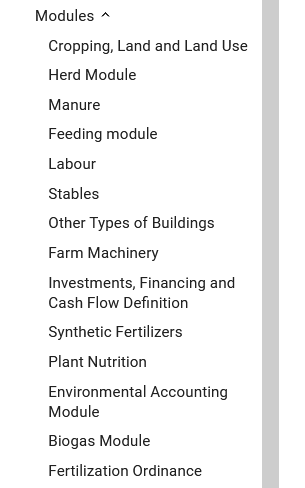 Modules
Cropping, Land and Land Use
Herd Module
Manure
Feeding module
Labour
Stables
Other Types of Buildings
Farm Machinery
Investments, Financing and
Cash Flow Definition
Synthetic Fertilizers
Plant Nutrition
Environmental Accounting
Module
Biogas Module
Fertilization Ordinance